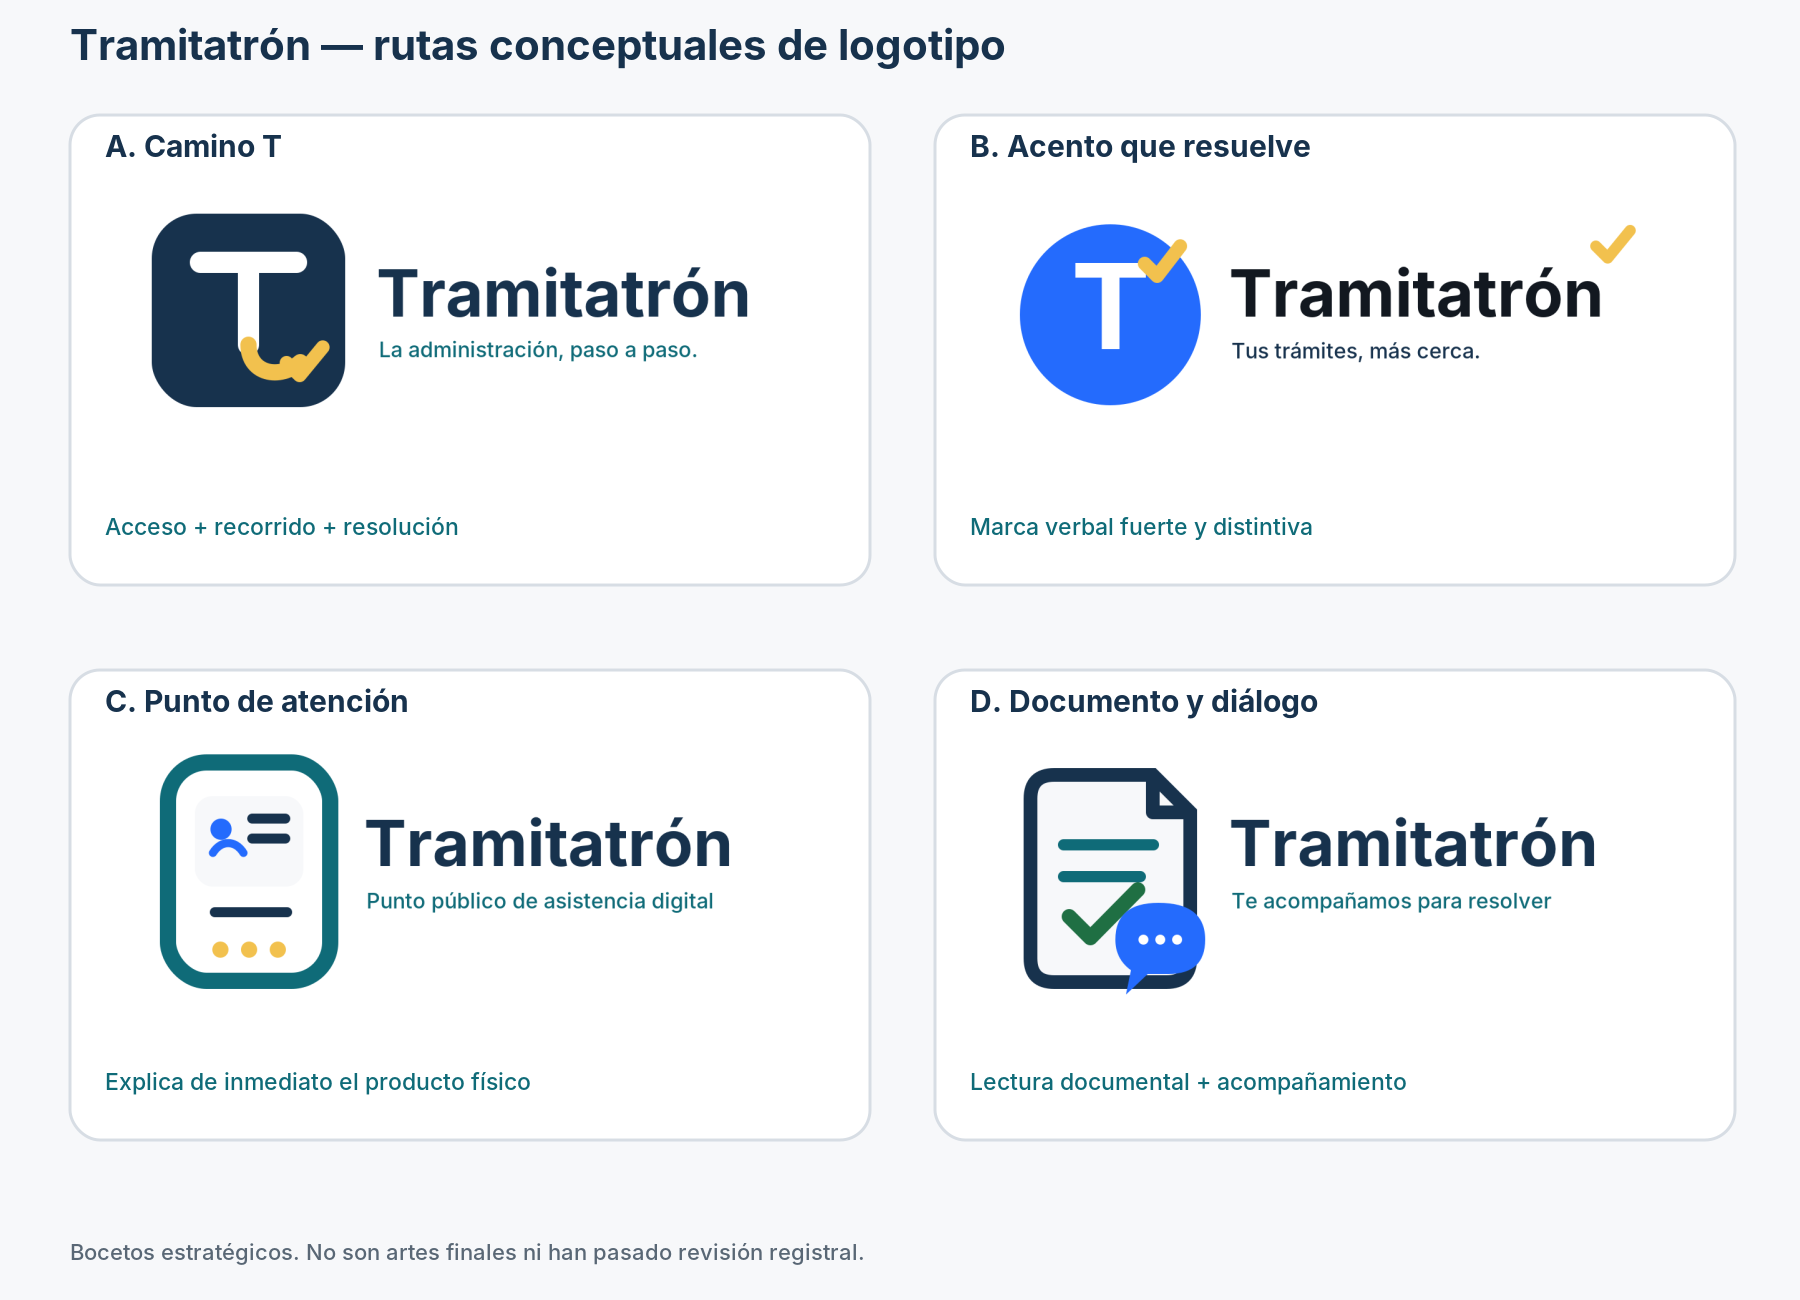 Tramitatrón — rutas conceptuales de logotipo
A. Camino T
T
Tramitatrón
La administración, paso a paso.
Acceso + recorrido + resolución
B. Acento que resuelve
T
Tramitatrón
Tus trámites, más cerca.
Marca verbal fuerte y distintiva
C. Punto de atención
Tramitatrón
Punto público de asistencia digital
Explica de inmediato el producto físico
D. Documento y diálogo
Tramitatrón
Te acompañamos para resolver
Lectura documental + acompañamiento
Bocetos estratégicos. No son artes finales ni han pasado revisión registral.